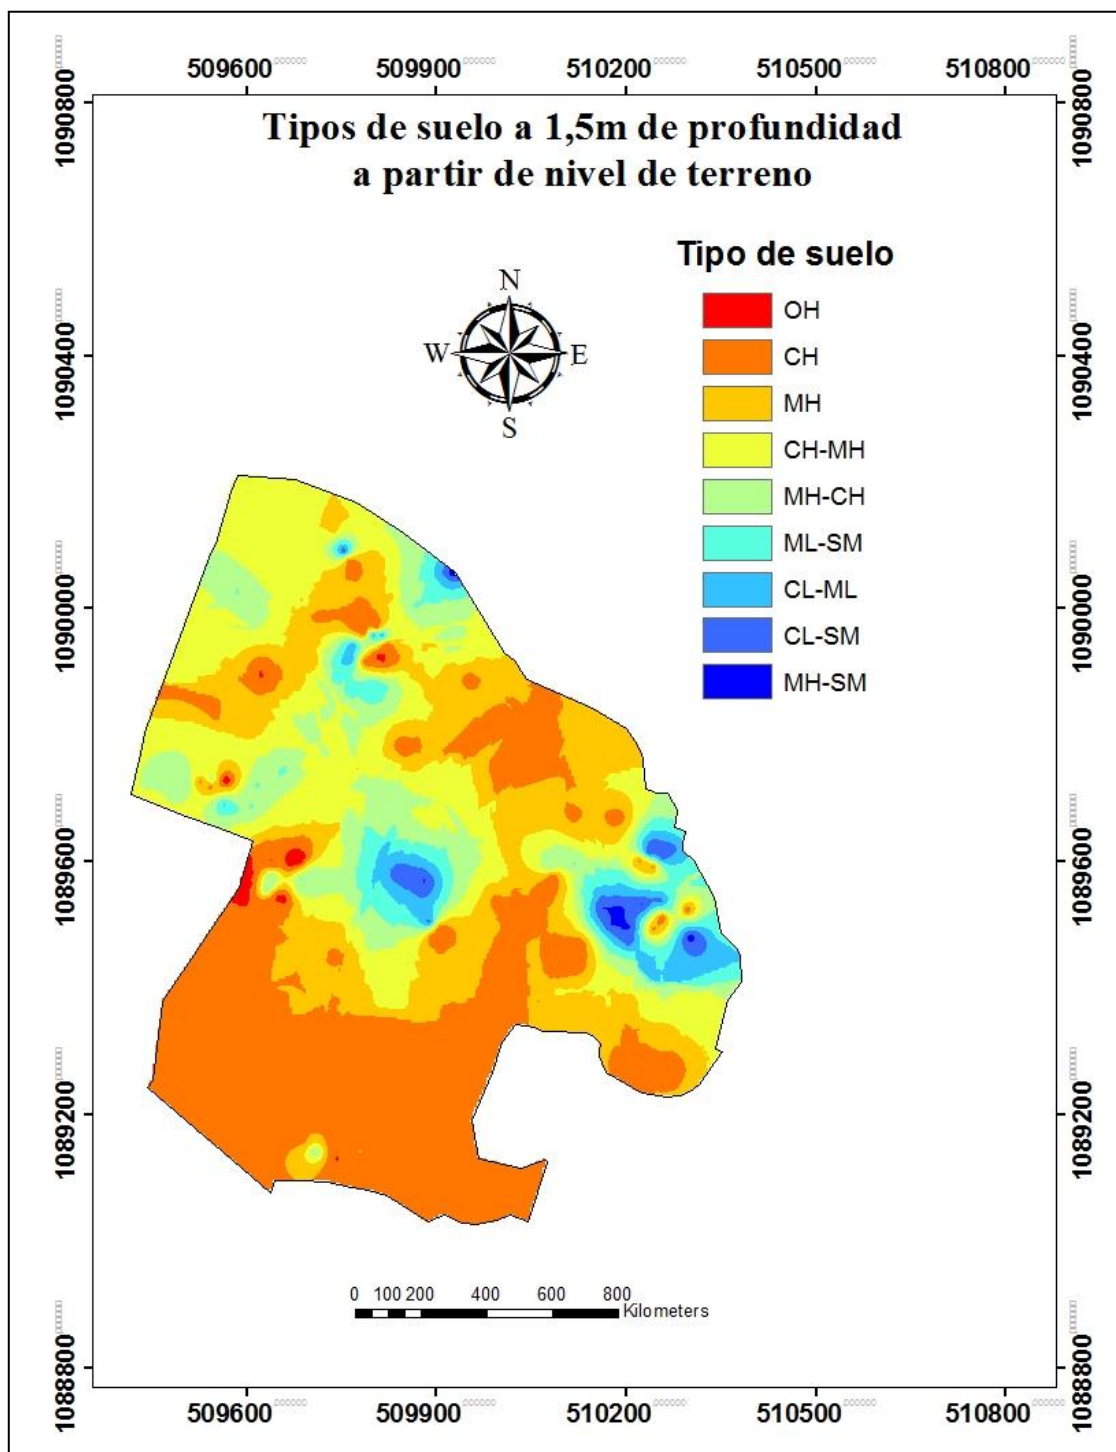 509600 509900 510200 510500 510800
1090800 1090800
Tipos de suelo a 1,5m de profundidad
a partir de nivel de terreno
Tipo de suelo
N
W E
S
OH
CH
MH
CH-MH
MH-CH
ML-SM
CL-ML
CL-SM
MH-SM
1090400 1090400
1090000 1090000
1089600 1089600
1089200 1089200
0 100 200 400 600 800
Kilometers
1088800 1088800
509600 509900 510200 510500 510800